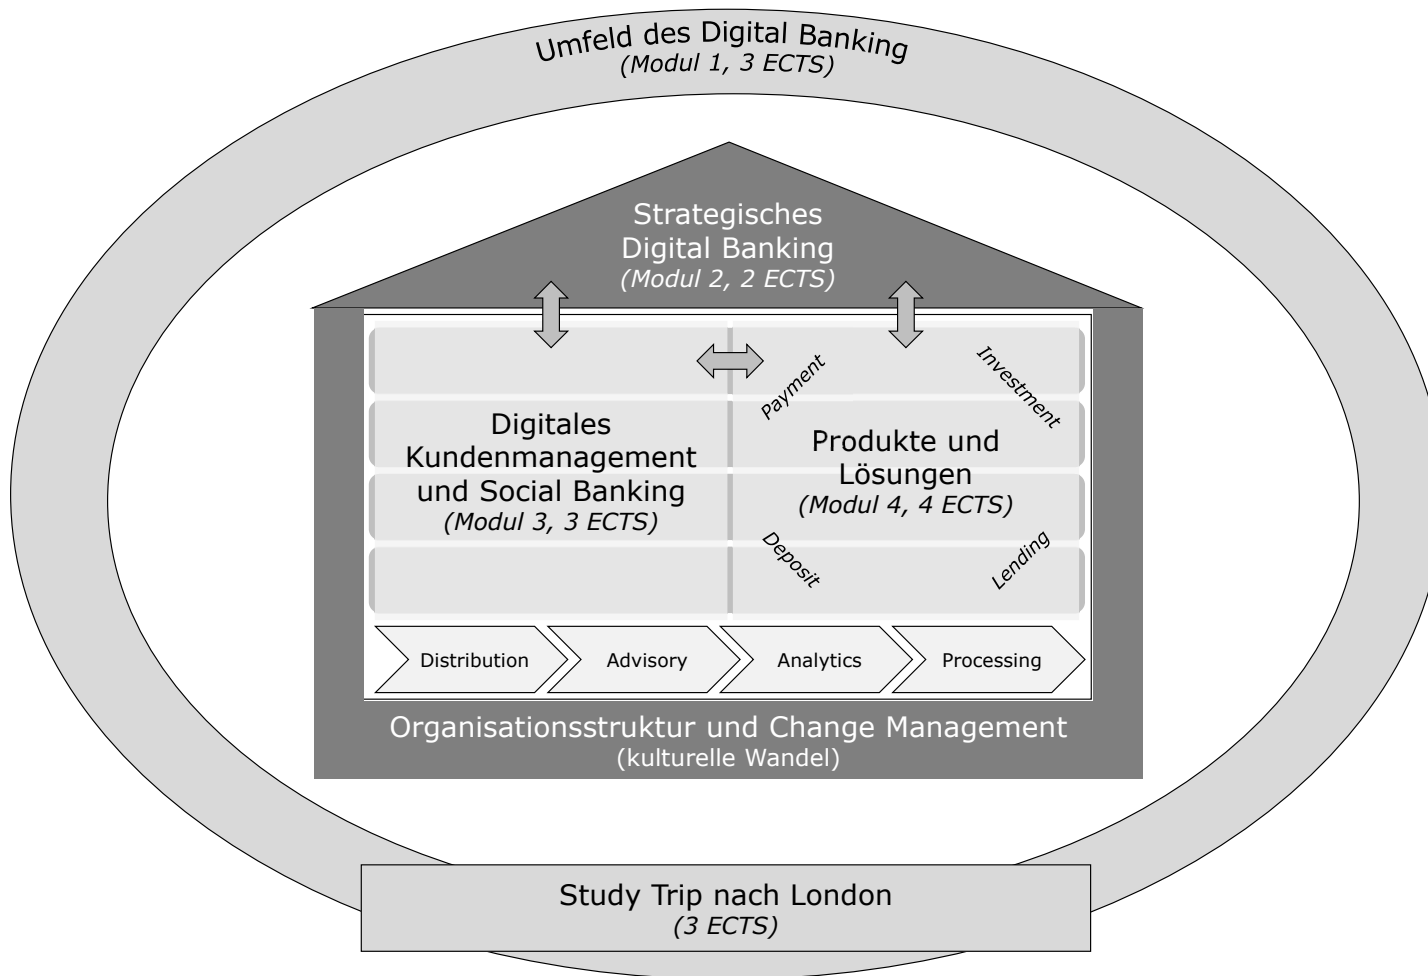 Umfeld des Digital Banking
(Modul 1, 3 ECTS)
Strategisches
Digital Banking
(Modul 2, 2 ECTS)
Digitales
Kundenmanagement
und Social Banking
(Modul 3, 3 ECTS)
Payment
Investment
Produkte und
Lösungen
(Modul 4, 4 ECTS)
Deposit
Lending
Distribution
Advisory
Analytics
Processing
Organisationsstruktur und Change Management
(kulturelle Wandel)
Study Trip nach London
(3 ECTS)